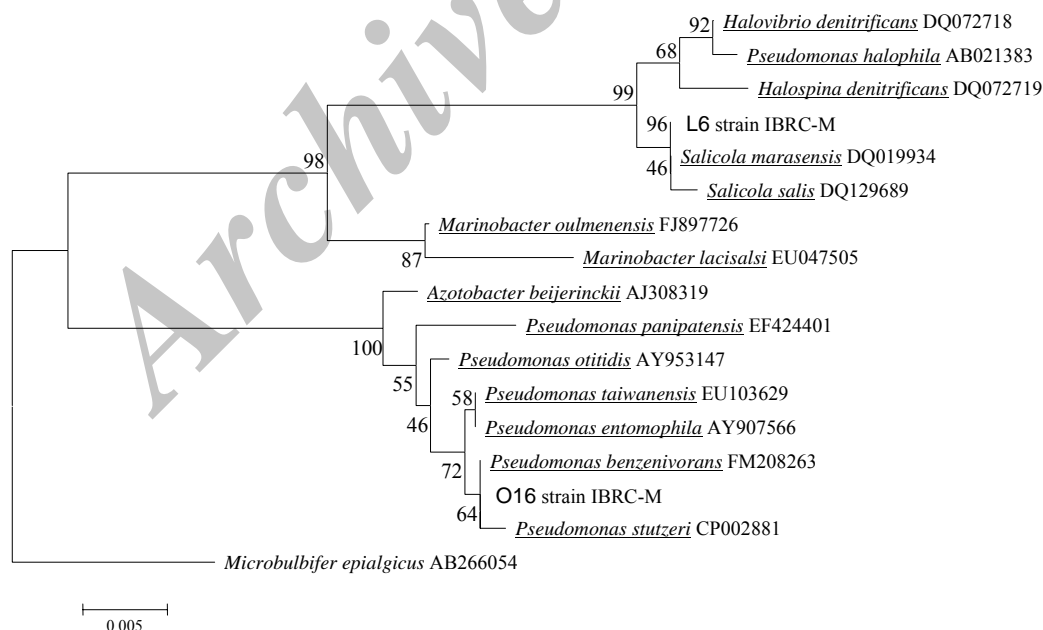 92
Halovibrio denitrificans DQ072718
68
Pseudomonas halophila AB021383
Halospina denitrificans DQ072719
99
96
L6 strain IBRC-M
Salicola marasensis DQ019934
46
Salicola salis DQ129689
98
Marinobacter oulmenensis FJ897726
87
Marinobacter lacisalsi EU047505
Azotobacter beijerinckii AJ308319
100
Pseudomonas panipatensis EF424401
55
Pseudomonas otitidis AY953147
58
Pseudomonas taiwanensis EU103629
46
Pseudomonas entomophila AY907566
72
Pseudomonas benzenivorans FM208263
O16 strain IBRC-M
64
Pseudomonas stutzeri CP002881
Microbulbifer epialgicus AB266054
0.005
Archive